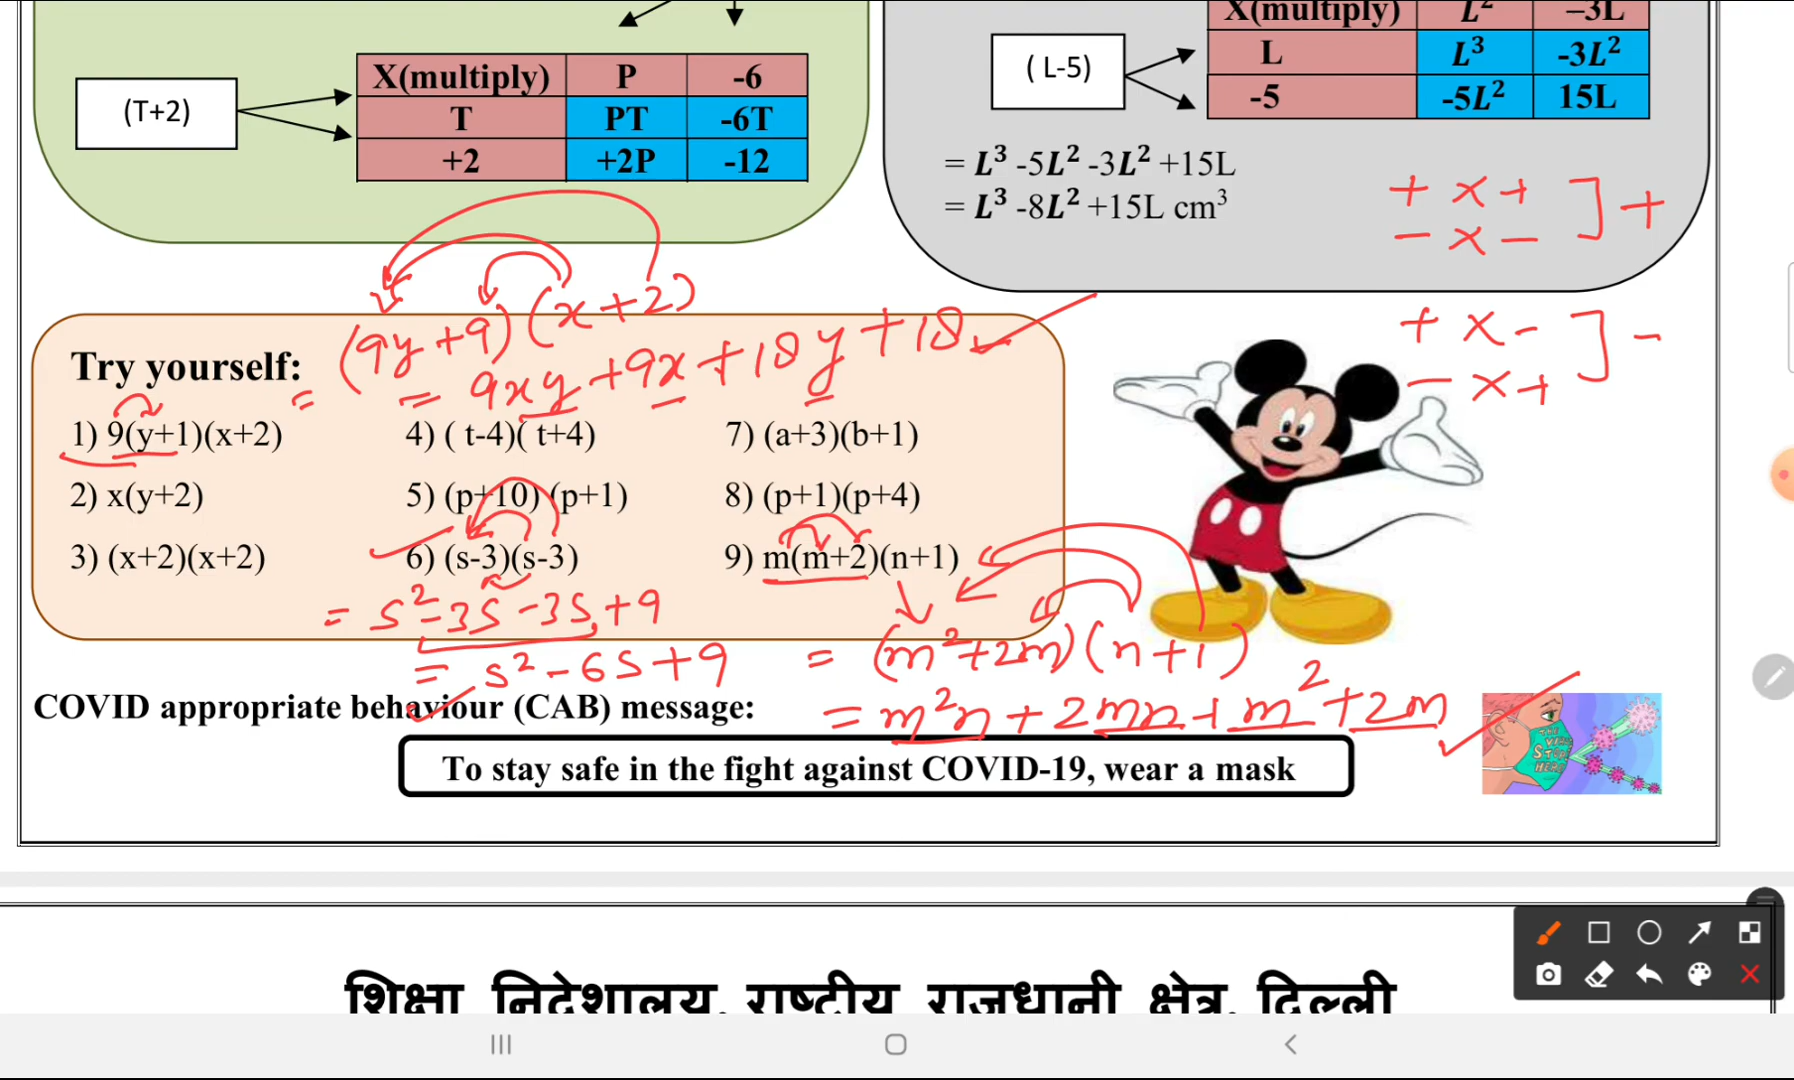 X(multiply) L² –3L
( L-5)
L L³ -3L²
-5 -5L² 15L
(T+2)
X(multiply) P -6
T PT -6T
+2 +2P -12
= L³ -5L² -3L² +15L
= L³ -8L² +15L cm³
+ x + ] +
− x −
+ x − ] −
− x +
Try yourself:
= (9y+9)(x+2)
= 9xy+9x+18y+18
1) 9(y+1)(x+2)
2) x(y+2)
3) (x+2)(x+2)
4) ( t-4)( t+4)
5) (p+10) (p+1)
6) (s-3)(s-3)
= s²-3s-3s+9
= s²-6s+9
7) (a+3)(b+1)
8) (p+1)(p+4)
9) m(m+2)(n+1)
= (m²+2m)(n+1)
= m²n+2mn+m²+2m
COVID appropriate behaviour (CAB) message:
To stay safe in the fight against COVID-19, wear a mask
शिक्षा निदेशालय, राष्ट्रीय राजधानी क्षेत्र, दिल्ली